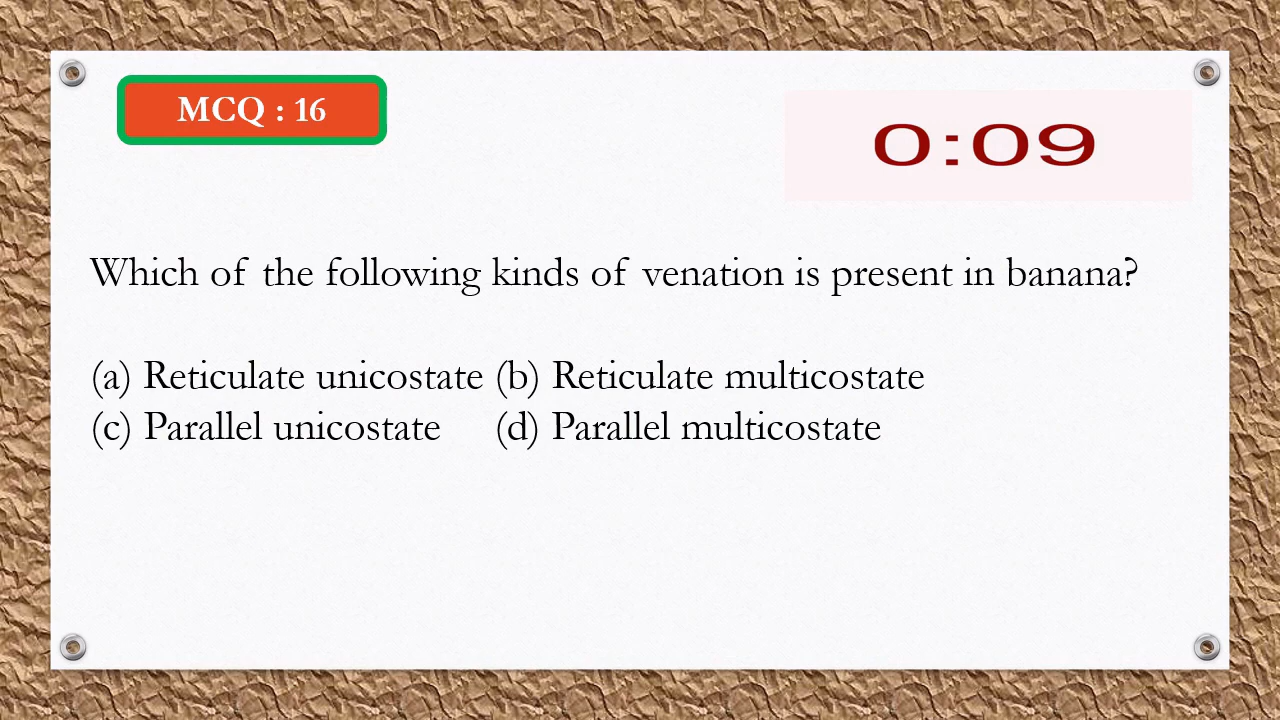 MCQ : 16
0:09
Which of the following kinds of venation is present in banana?
(a) Reticulate unicostate (b) Reticulate multicostate
(c) Parallel unicostate (d) Parallel multicostate